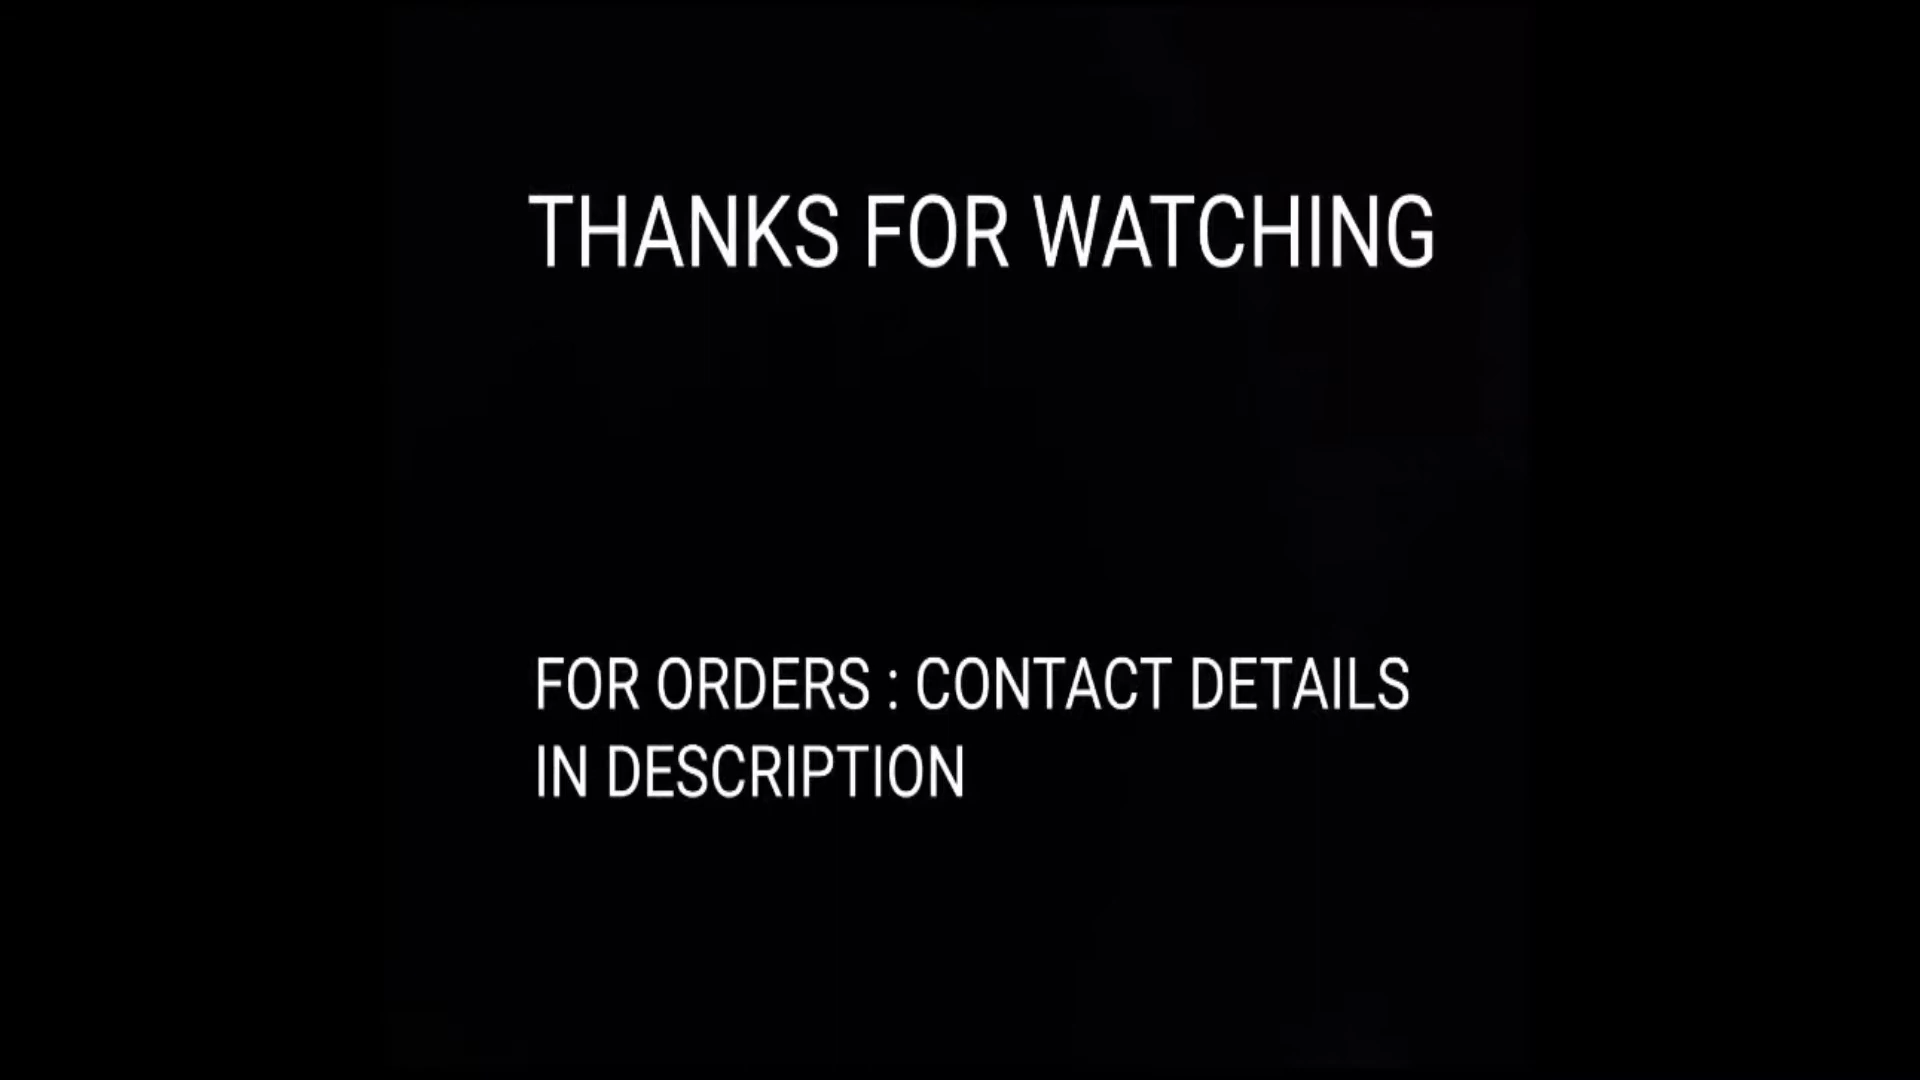 THANKS FOR WATCHING
FOR ORDERS : CONTACT DETAILS
IN DESCRIPTION